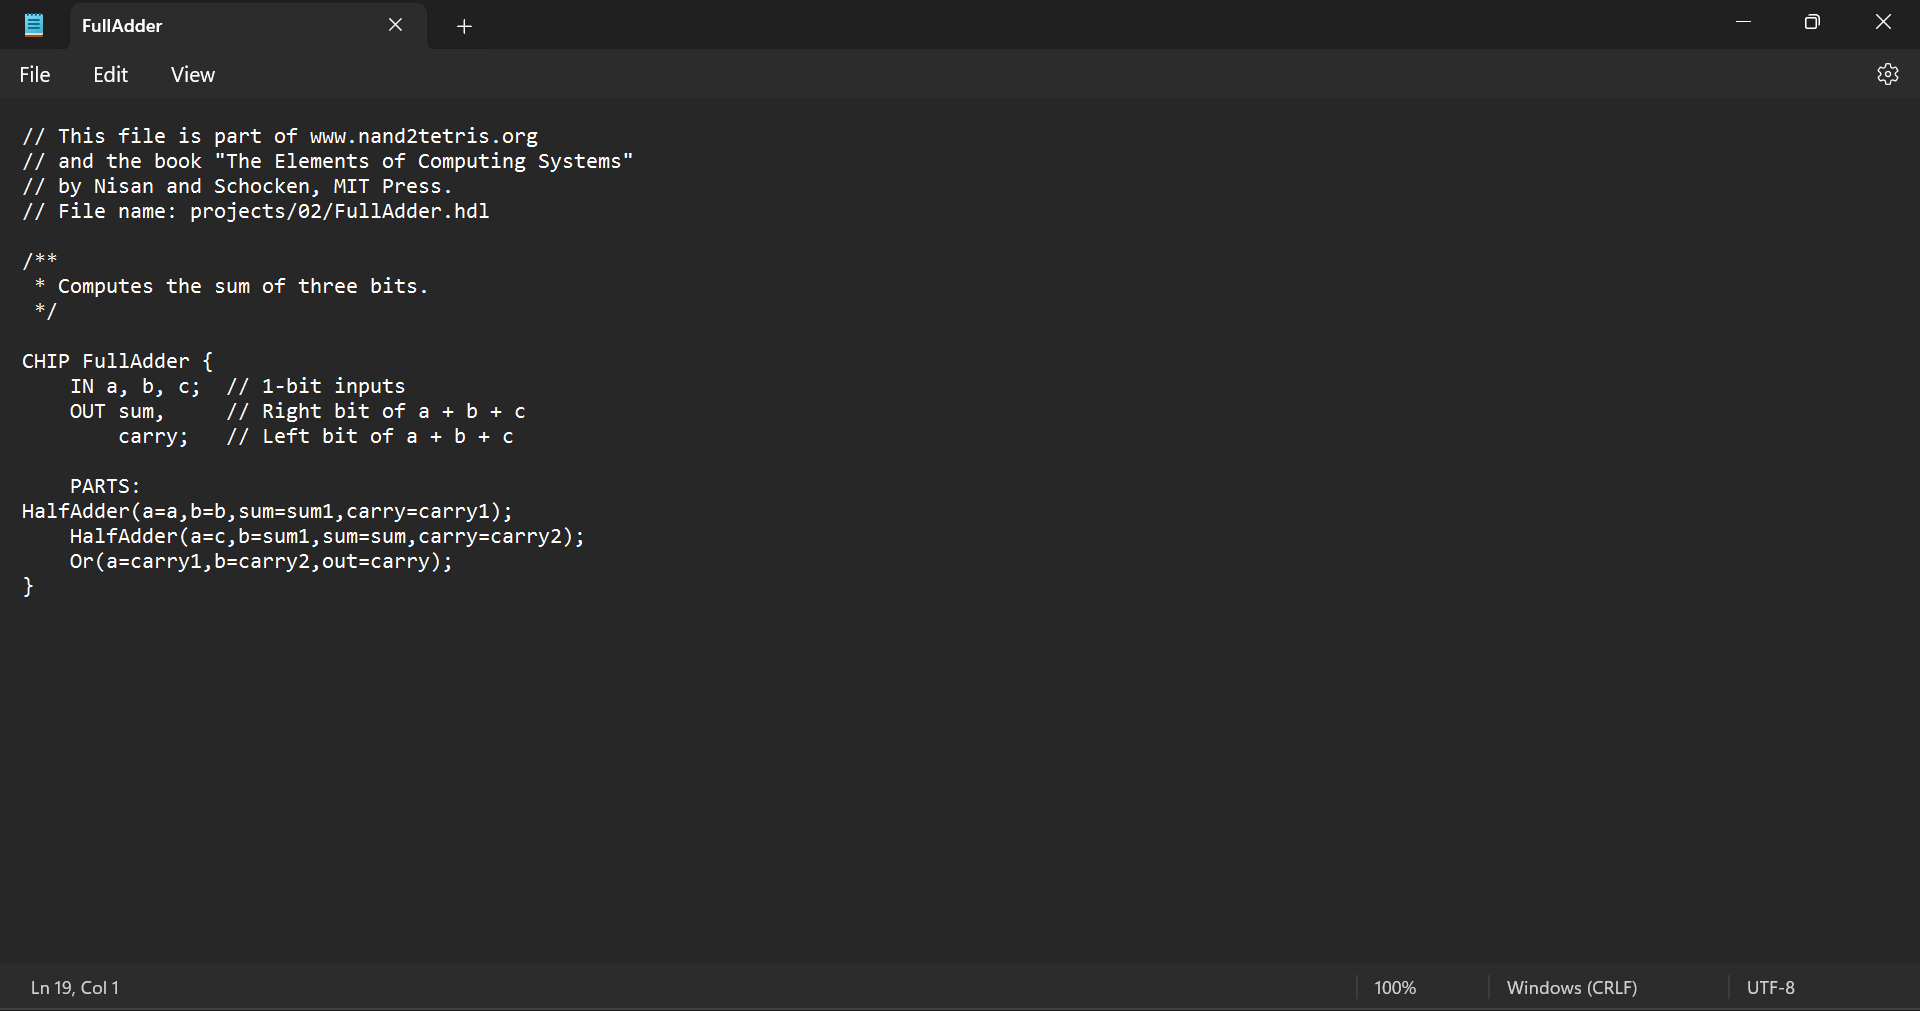 FullAdder
File Edit View
// This file is part of www.nand2tetris.org
// and the book "The Elements of Computing Systems"
// by Nisan and Schocken, MIT Press.
// File name: projects/02/FullAdder.hdl

/**
 * Computes the sum of three bits.
 */

CHIP FullAdder {
    IN a, b, c;  // 1-bit inputs
    OUT sum,     // Right bit of a + b + c
        carry;   // Left bit of a + b + c

    PARTS:
HalfAdder(a=a,b=b,sum=sum1,carry=carry1);
    HalfAdder(a=c,b=sum1,sum=sum,carry=carry2);
    Or(a=carry1,b=carry2,out=carry);
}
Ln 19, Col 1 100% Windows (CRLF) UTF-8